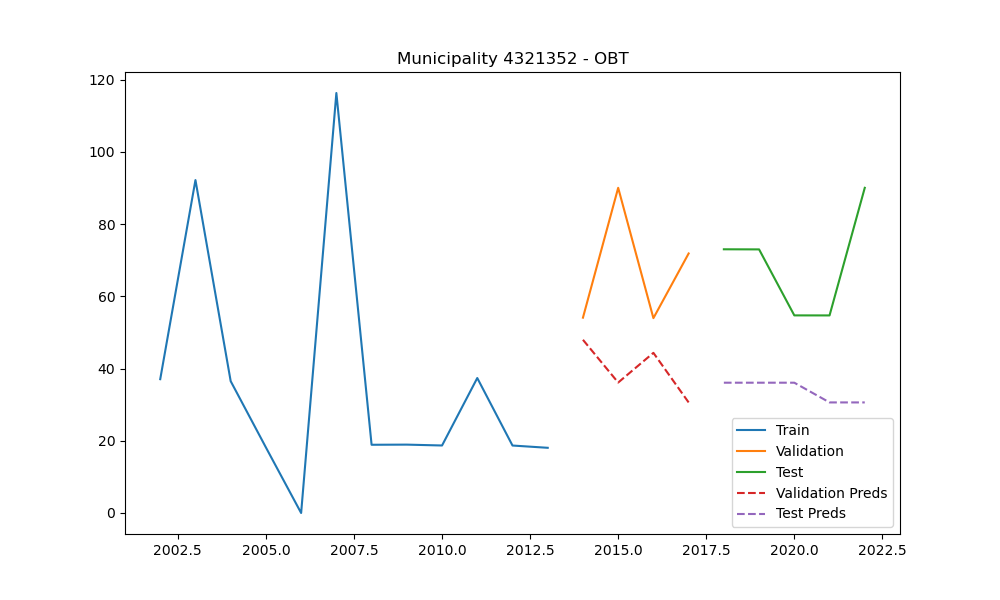 Municipality 4321352 - OBT
120
100
80
60
40
20
0
2002.5 2005.0 2007.5 2010.0 2012.5 2015.0 2017.5 2020.0 2022.5
Train
Validation
Test
Validation Preds
Test Preds